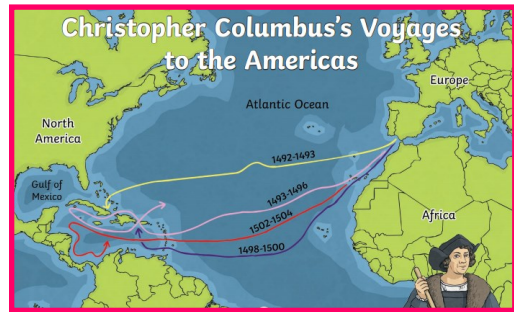 Christopher Columbus's Voyages
to the Americas
Europe
Atlantic Ocean
North
America
1492-1493
Gulf of
Mexico
1493-1496
1502-1504
Africa
1498-1500